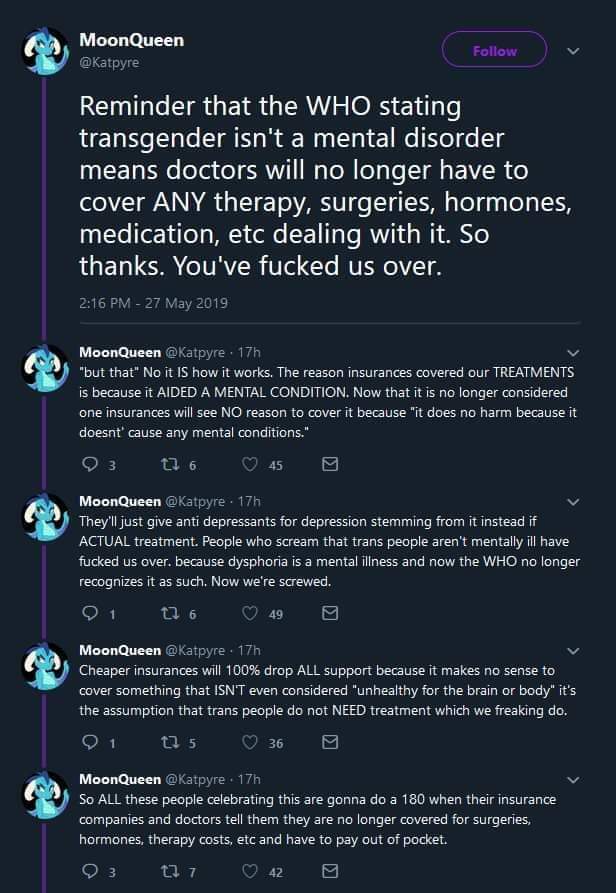 MoonQueen
@Katpyre
Follow
Reminder that the WHO stating
transgender isn't a mental disorder
means doctors will no longer have to
cover ANY therapy, surgeries, hormones,
medication, etc dealing with it. So
thanks. You've fucked us over.
2:16 PM - 27 May 2019
MoonQueen @Katpyre · 17h
"but that" No it IS how it works. The reason insurances covered our TREATMENTS
is because it AIDED A MENTAL CONDITION. Now that it is no longer considered
one insurances will see NO reason to cover it because "it does no harm because it
doesnt' cause any mental conditions."
3 6 45
MoonQueen @Katpyre · 17h
They'll just give anti depressants for depression stemming from it instead if
ACTUAL treatment. People who scream that trans people aren't mentally ill have
fucked us over. because dysphoria is a mental illness and now the WHO no longer
recognizes it as such. Now we're screwed.
1 6 49
MoonQueen @Katpyre · 17h
Cheaper insurances will 100% drop ALL support because it makes no sense to
cover something that ISN'T even considered "unhealthy for the brain or body" it's
the assumption that trans people do not NEED treatment which we freaking do.
1 5 36
MoonQueen @Katpyre · 17h
So ALL these people celebrating this are gonna do a 180 when their insurance
companies and doctors tell them they are no longer covered for surgeries,
hormones, therapy costs, etc and have to pay out of pocket.
3 7 42